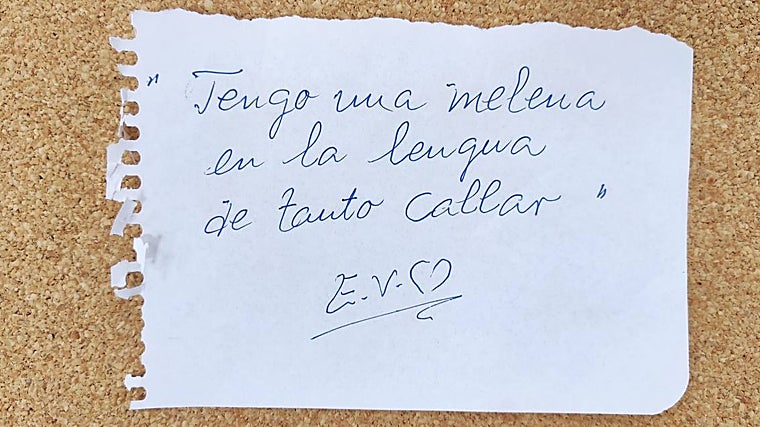 " Tengo una melena
en la lengua
de tanto callar "
E.V.♡